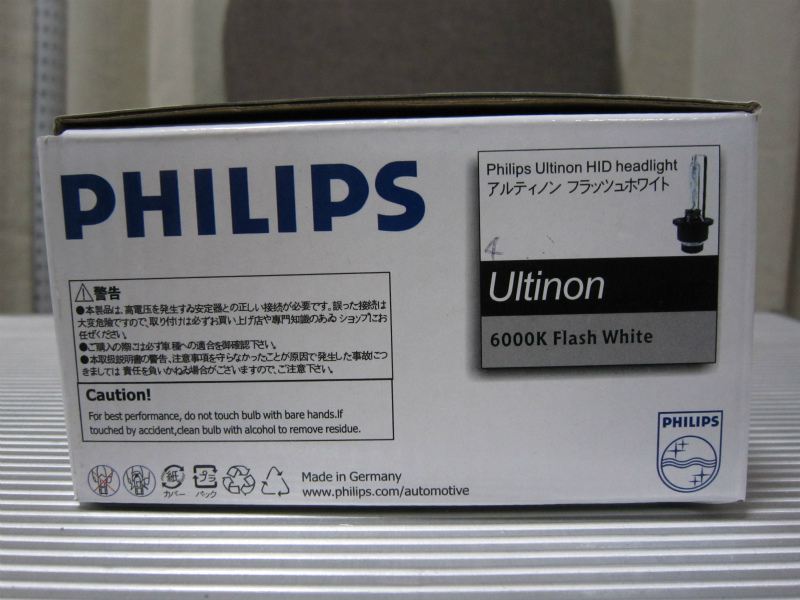 PHILIPS
Philips Ultinon HID headlight
アルティノン フラッツュホワイト
4
Ultinon
6000K Flash White
警告
●本製品は、高電圧を発生する安定器との正しい接続が必要です。誤った接続は
大変危険ですので、取り付けは必ずお買い上げ店や専門知識のある ショップにお
任せください。
●ご購入の際には必ず車種への適合を御確認下さい。
●本取扱説明書の警告、注意事項を守らなかったことが原因で発生した事故につ
きましては 責任を負いかねる場合がございますので、ご注意下さい。
Caution!
For best performance, do not touch bulb with bare hands.If
touched by accident,clean bulb with alcohol to remove residue.
紙
カバー
プラ
パック
Made in Germany
www.philips.com/automotive
PHILIPS